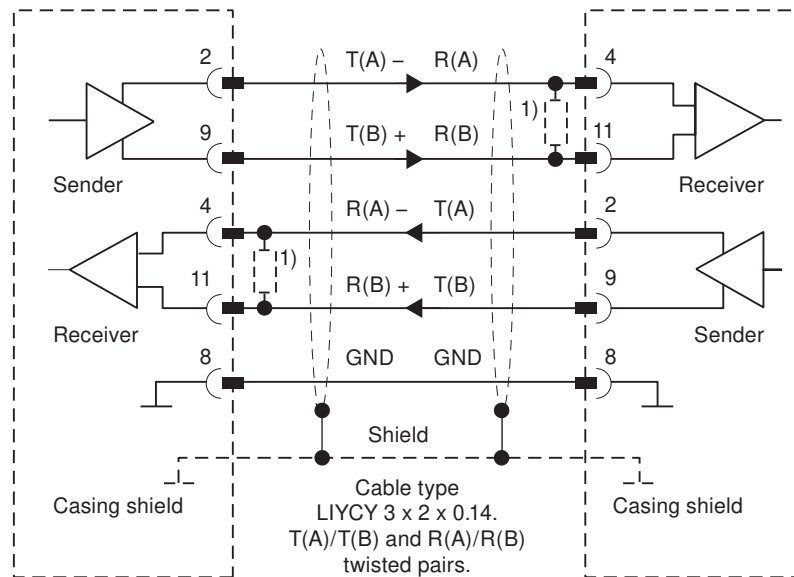 2 T(A) − R(A) 4
1)
9 T(B) + R(B) 11
Sender Receiver
4 R(A) − T(A) 2
1)
11 R(B) + T(B) 9
Receiver Sender
8 GND GND 8
Shield
Casing shield Casing shield
Cable type
LIYCY 3 x 2 x 0.14.
T(A)/T(B) and R(A)/R(B)
twisted pairs.